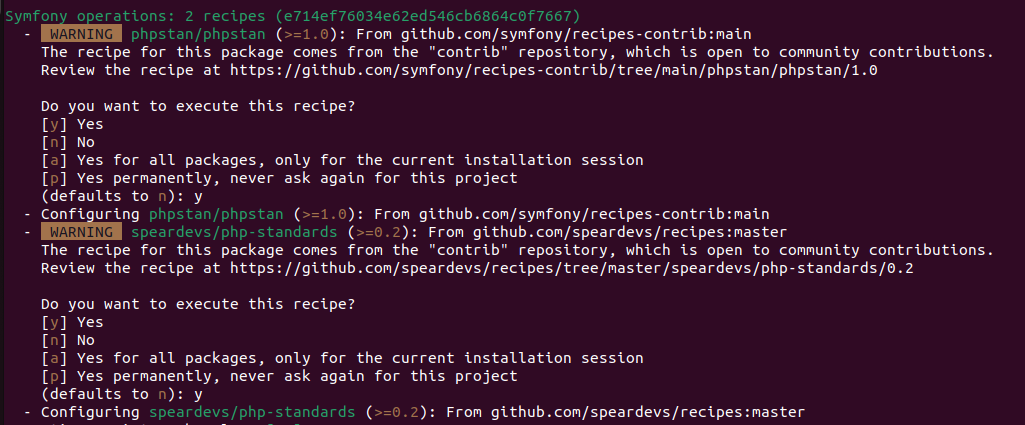 Symfony operations: 2 recipes (e714ef76034e62ed546cb6864c0f7667)
- WARNING phpstan/phpstan (>=1.0): From github.com/symfony/recipes-contrib:main
The recipe for this package comes from the "contrib" repository, which is open to community contributions.
Review the recipe at https://github.com/symfony/recipes-contrib/tree/main/phpstan/phpstan/1.0
Do you want to execute this recipe?
[y] Yes
[n] No
[a] Yes for all packages, only for the current installation session
[p] Yes permanently, never ask again for this project
(defaults to n): y
- Configuring phpstan/phpstan (>=1.0): From github.com/symfony/recipes-contrib:main
- WARNING speardevs/php-standards (>=0.2): From github.com/speardevs/recipes:master
The recipe for this package comes from the "contrib" repository, which is open to community contributions.
Review the recipe at https://github.com/speardevs/recipes/tree/master/speardevs/php-standards/0.2
Do you want to execute this recipe?
[y] Yes
[n] No
[a] Yes for all packages, only for the current installation session
[p] Yes permanently, never ask again for this project
(defaults to n): y
- Configuring speardevs/php-standards (>=0.2): From github.com/speardevs/recipes:master